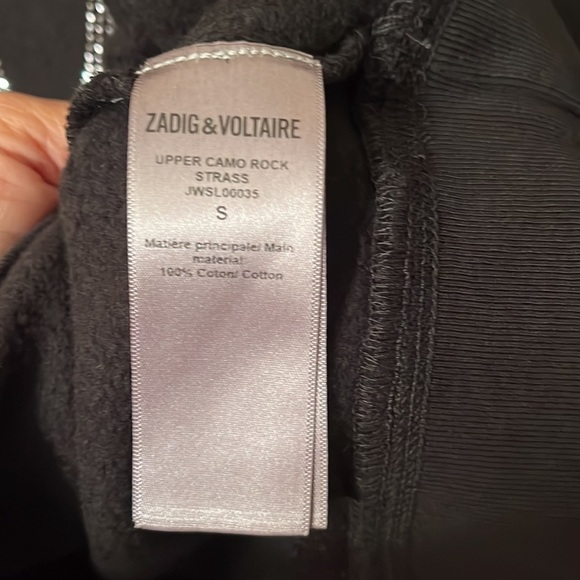 ZADIG & VOLTAIRE
UPPER CAMO ROCK
STRASS
JWSL00035
S
Matière principale/ Main
material
100% Coton/ Cotton